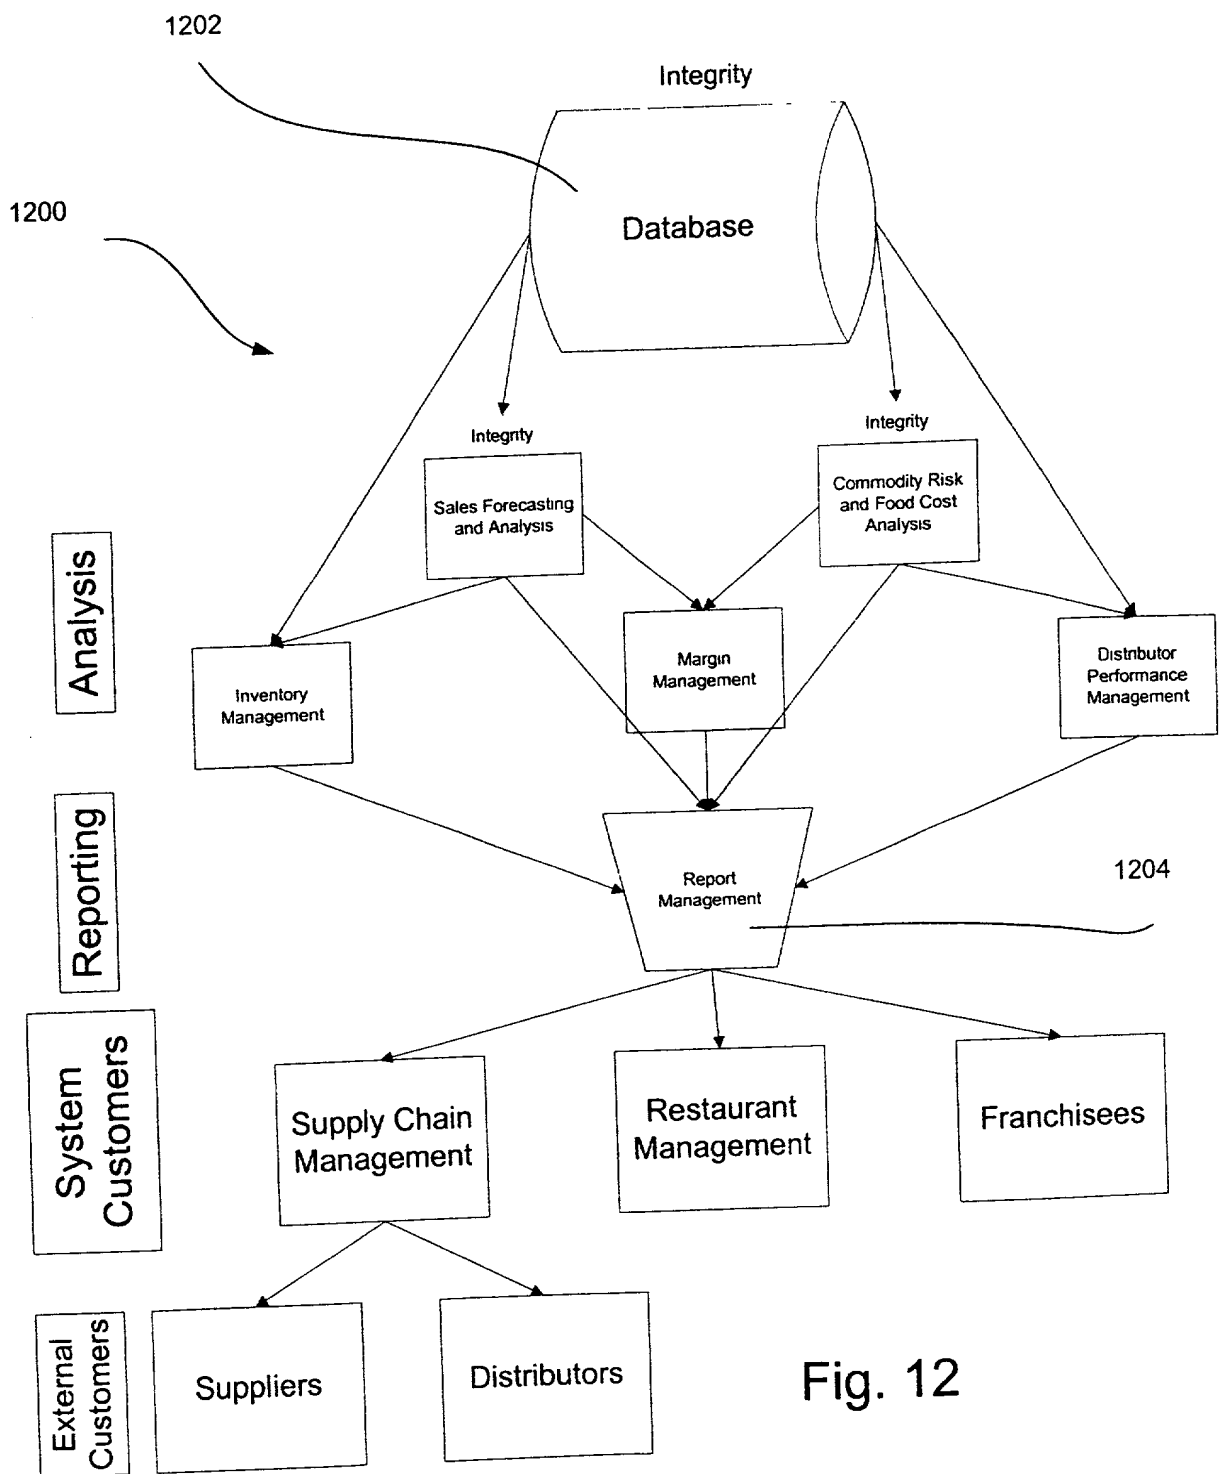 1202
Integrity
1200
Database
Integrity
Integrity
Sales Forecasting
and Analysis
Commodity Risk
and Food Cost
Analysis
Analysis
Inventory
Management
Margin
Management
Distributor
Performance
Management
Reporting
Report
Management
1204
System
Customers
Supply Chain
Management
Restaurant
Management
Franchisees
External
Customers
Suppliers
Distributors
Fig. 12